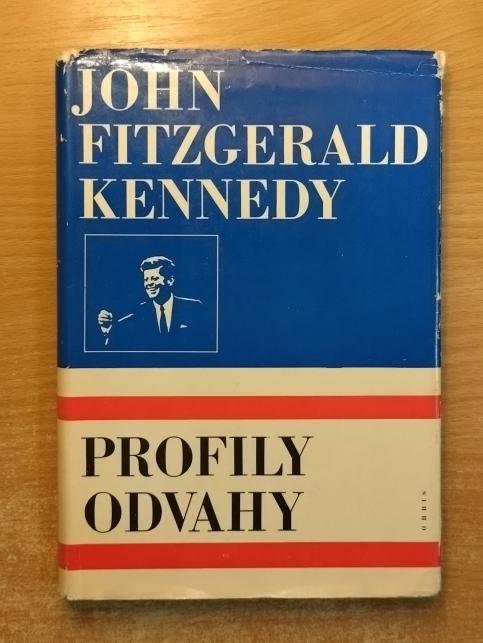 JOHN
FITZGERALD
KENNEDY
PROFILY
ODVAHY
ORBIS